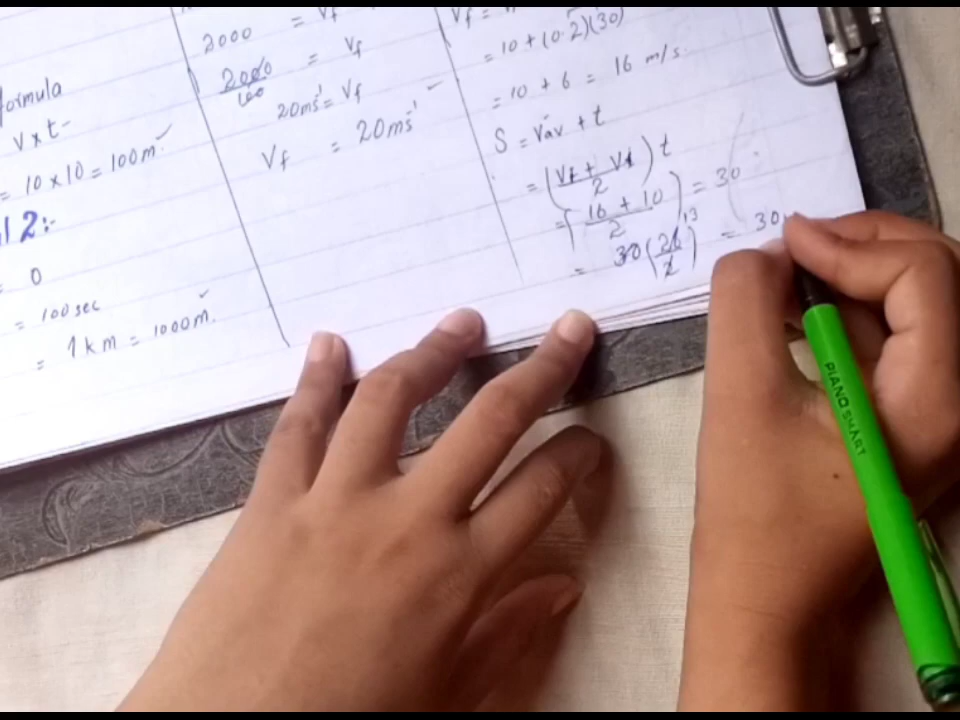 formula
v x t -
= 10 x 10 = 100m.
2:-
= 0
= 100 sec
= 1 km = 1000m.
2000 = Vf
2000/100 = Vf
20ms⁻¹ = Vf
Vf = 20ms⁻¹
Vf =
= 10 + (0.2)(30)
= 10 + 6 = 16 m/s.
S = Vav + t
= (Vf + Vi / 2) t
= (16 + 10 / 2) = 30
= 30 (26/2) 13 = 30
PIANO SMART